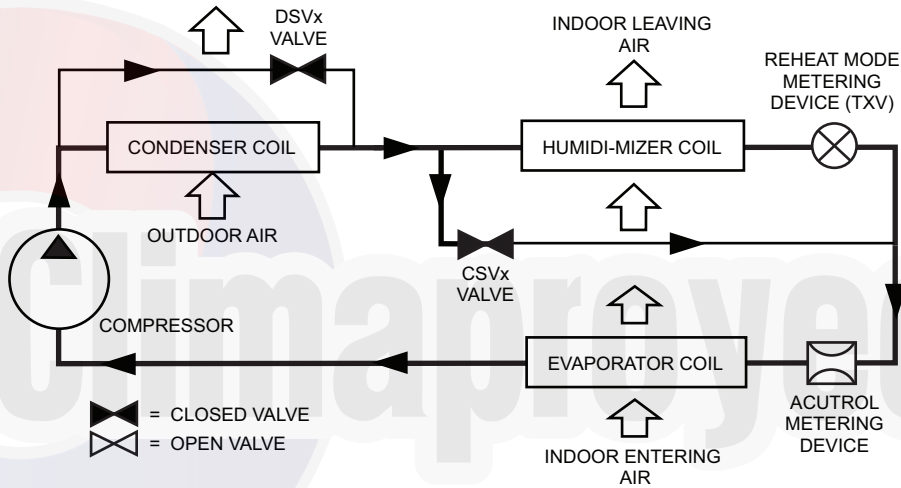 DSVx
VALVE
INDOOR LEAVING
AIR
REHEAT MODE
METERING
DEVICE (TXV)
CONDENSER COIL
HUMIDI-MIZER COIL
OUTDOOR AIR
CSVx
VALVE
COMPRESSOR
EVAPORATOR COIL
= CLOSED VALVE
= OPEN VALVE
ACUTROL
METERING
DEVICE
INDOOR ENTERING
AIR
Climaproyec